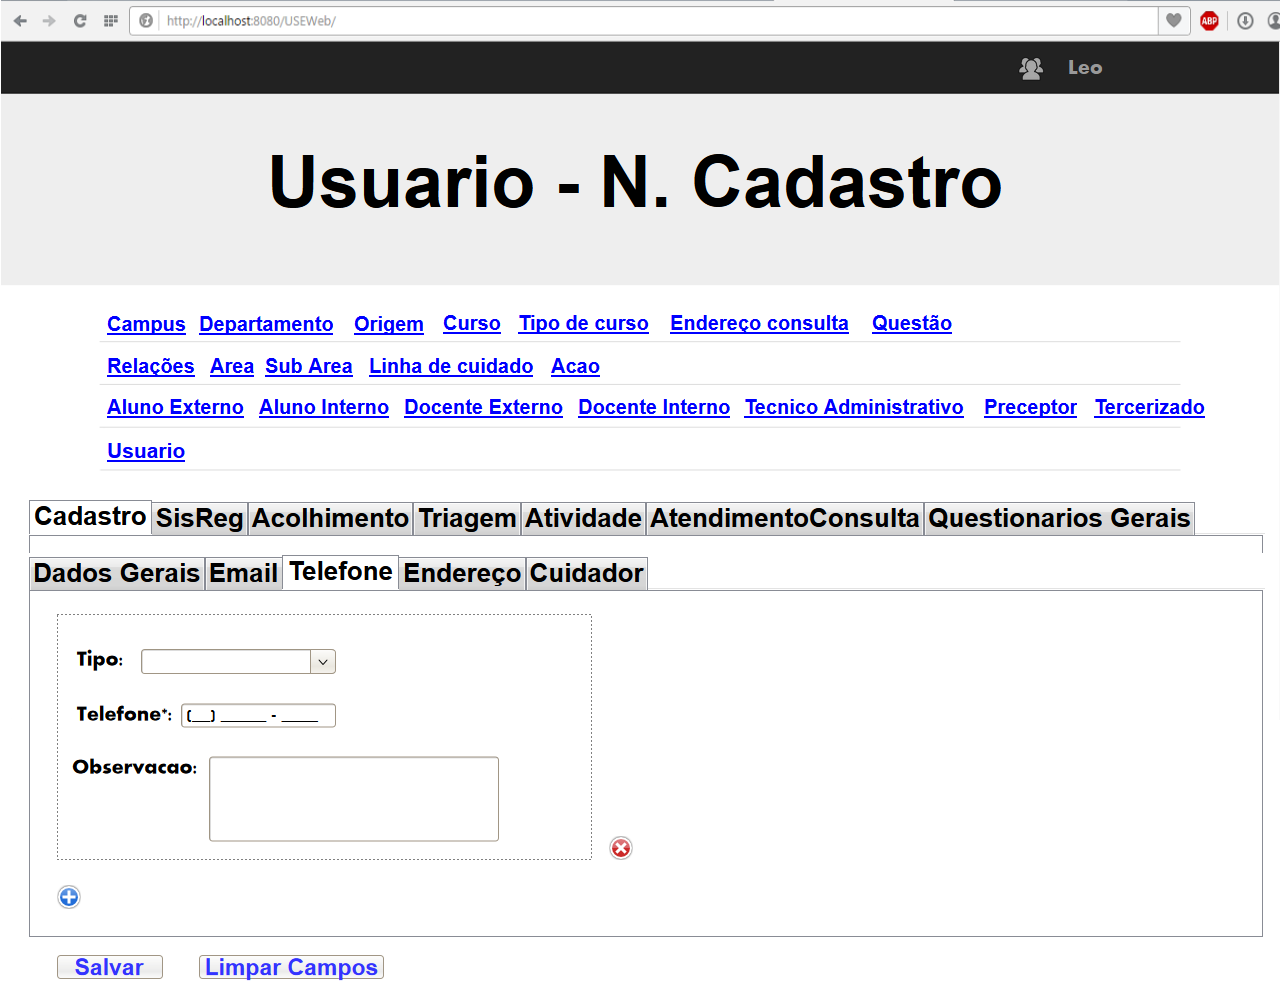 http://localhost:8080/USEWeb/
ABP
Leo
Usuario - N. Cadastro
Campus Departamento Origem Curso Tipo de curso Endereço consulta Questão
Relações Area Sub Area Linha de cuidado Acao
Aluno Externo Aluno Interno Docente Externo Docente Interno Tecnico Administrativo Preceptor Tercerizado
Usuario
Cadastro SisReg Acolhimento Triagem Atividade AtendimentoConsulta Questionarios Gerais
Dados Gerais Email Telefone Endereço Cuidador
Tipo:
Telefone*: (__) _____ - ____
Observacao:
Salvar Limpar Campos